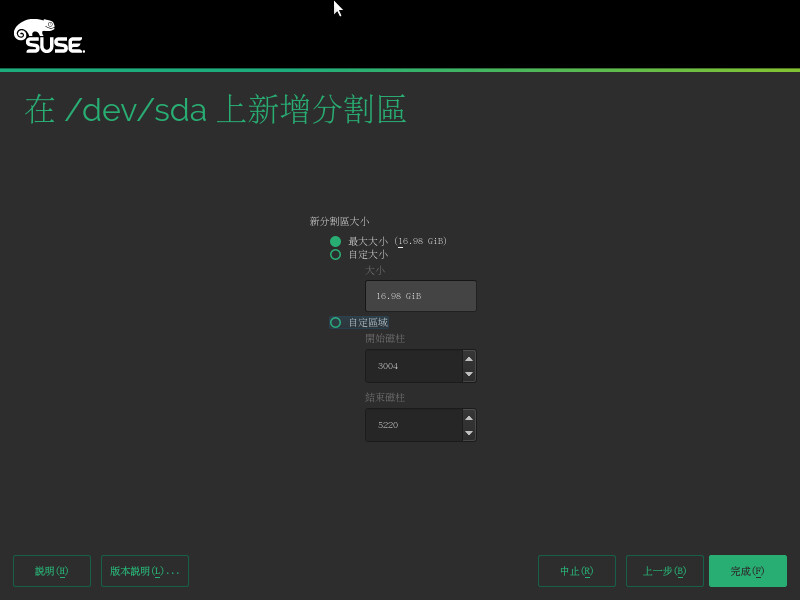 SUSE
在 /dev/sda 上新增分割區
新分割區大小
最大大小 (16.98 GiB)
自定大小
大小
16.98 GiB
自定區域
開始磁柱
3004
結束磁柱
5220
說明(H) 版本說明(L)... 中止(R) 上一步(B) 完成(F)